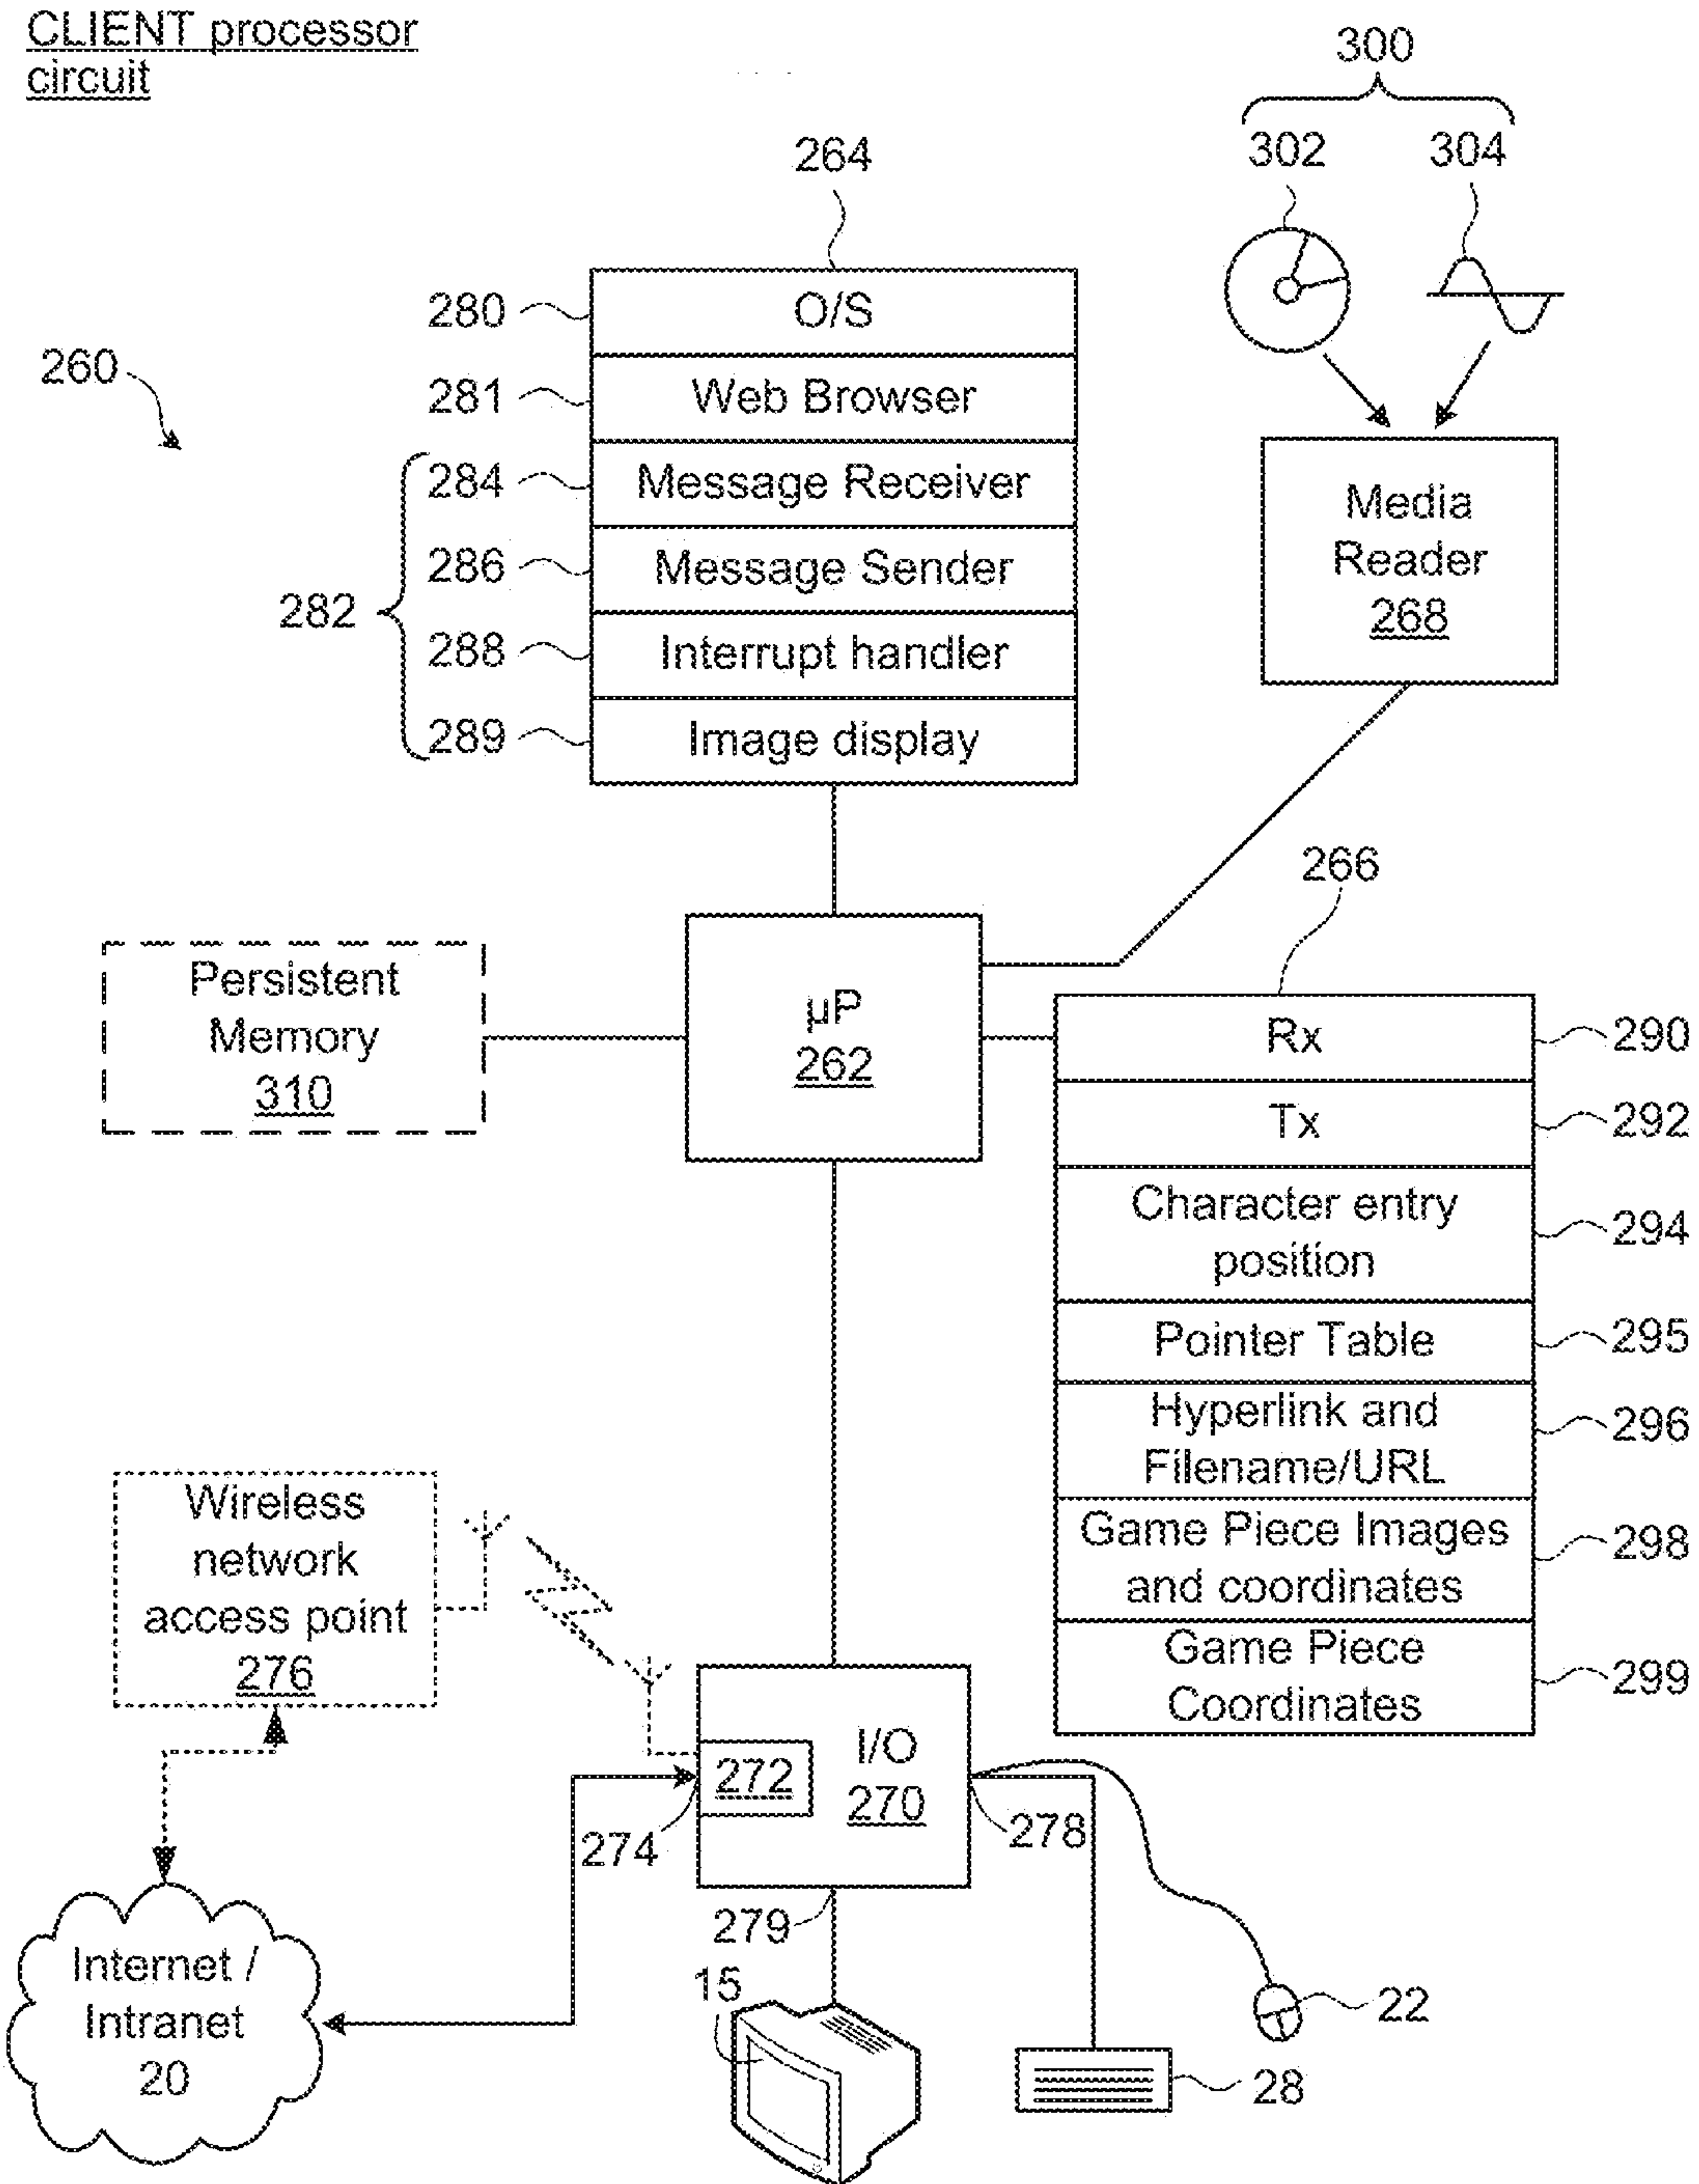 CLIENT processor
circuit
300
302
304
264
280
O/S
281
Web Browser
260
284
Message Receiver
286
Message Sender
282
288
Interrupt handler
289
Image display
Media
Reader
268
266
Persistent
Memory
310
µP
262
Rx
290
Tx
292
Character entry
position
294
Pointer Table
295
Hyperlink and
Filename/URL
296
Game Piece Images
and coordinates
298
Game Piece
Coordinates
299
Wireless
network
access point
276
I/O
270
272
274
278
279
Internet /
Intranet
20
15
22
28